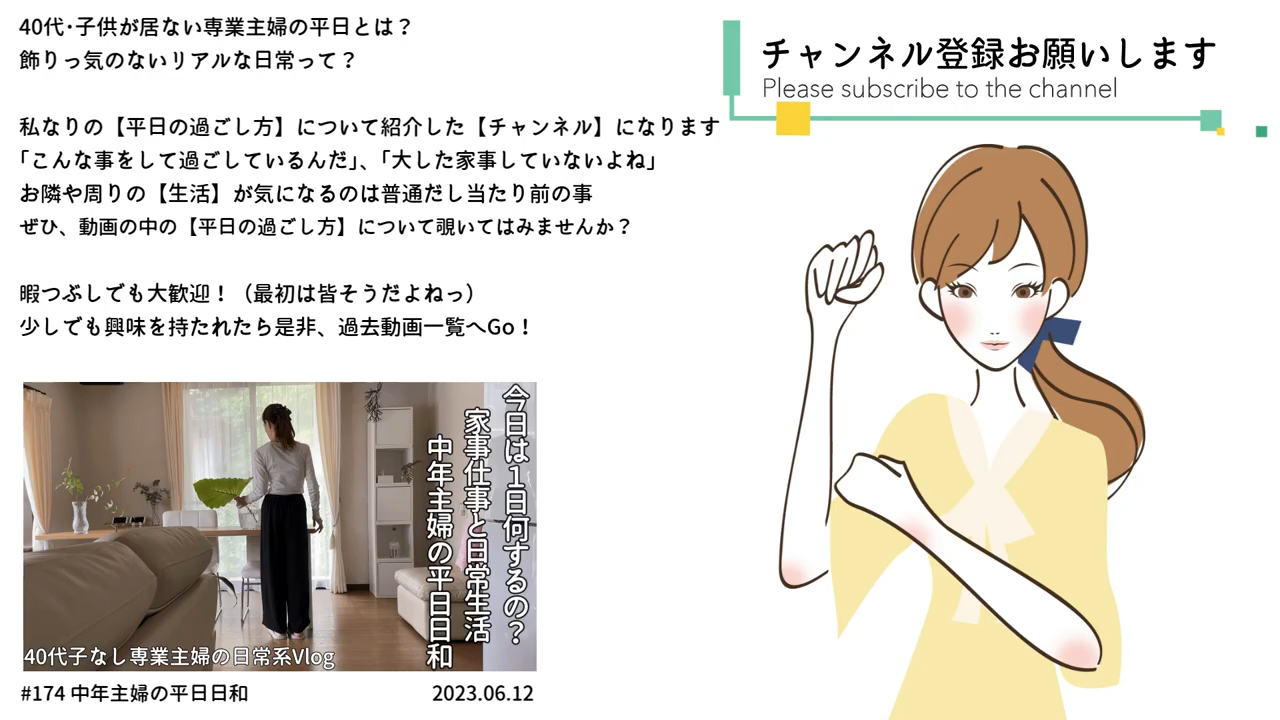 40代･子供が居ない専業主婦の平日とは？
飾りっ気のないリアルな日常って？
私なりの【平日の過ごし方】について紹介した【チャンネル】になります
｢こんな事をして過ごしているんだ｣、｢大した家事していないよね｣
お隣や周りの【生活】が気になるのは普通だし当たり前の事
ぜひ、動画の中の【平日の過ごし方】について覗いてはみませんか？
暇つぶしでも大歓迎！（最初は皆そうだよねっ）
少しでも興味を持たれたら是非、過去動画一覧へGo！
チャンネル登録お願いします
Please subscribe to the channel
今日は１日何するの？
家事仕事と日常生活
中年主婦の平日日和
40代子なし専業主婦の日常系Vlog
#174 中年主婦の平日日和
2023.06.12